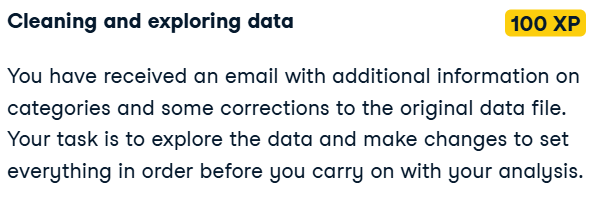 Cleaning and exploring data
100 XP
You have received an email with additional information on
categories and some corrections to the original data file.
Your task is to explore the data and make changes to set
everything in order before you carry on with your analysis.